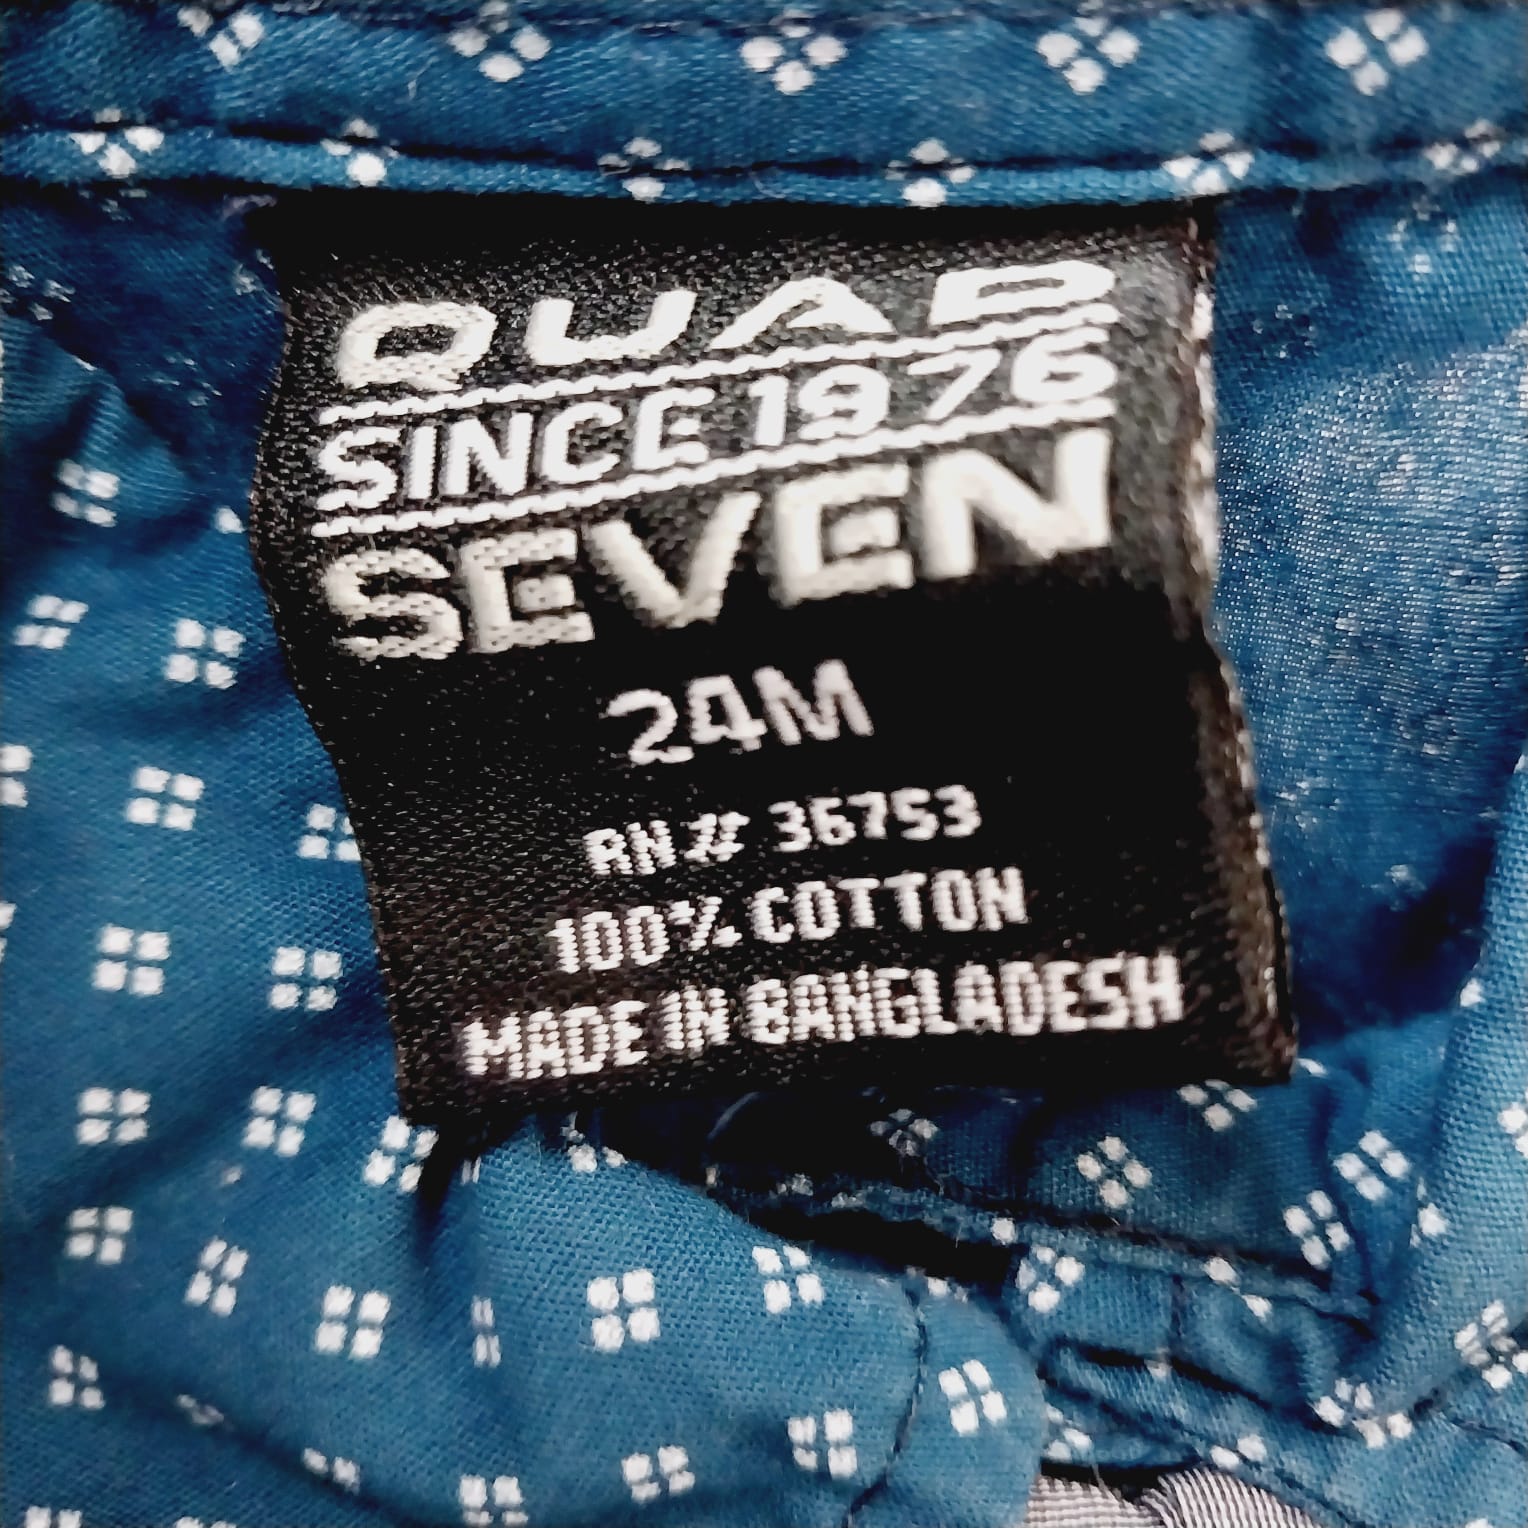 QUAD
SINCE 1976
SEVEN
24M
RN# 36753
100% COTTON
MADE IN BANGLADESH